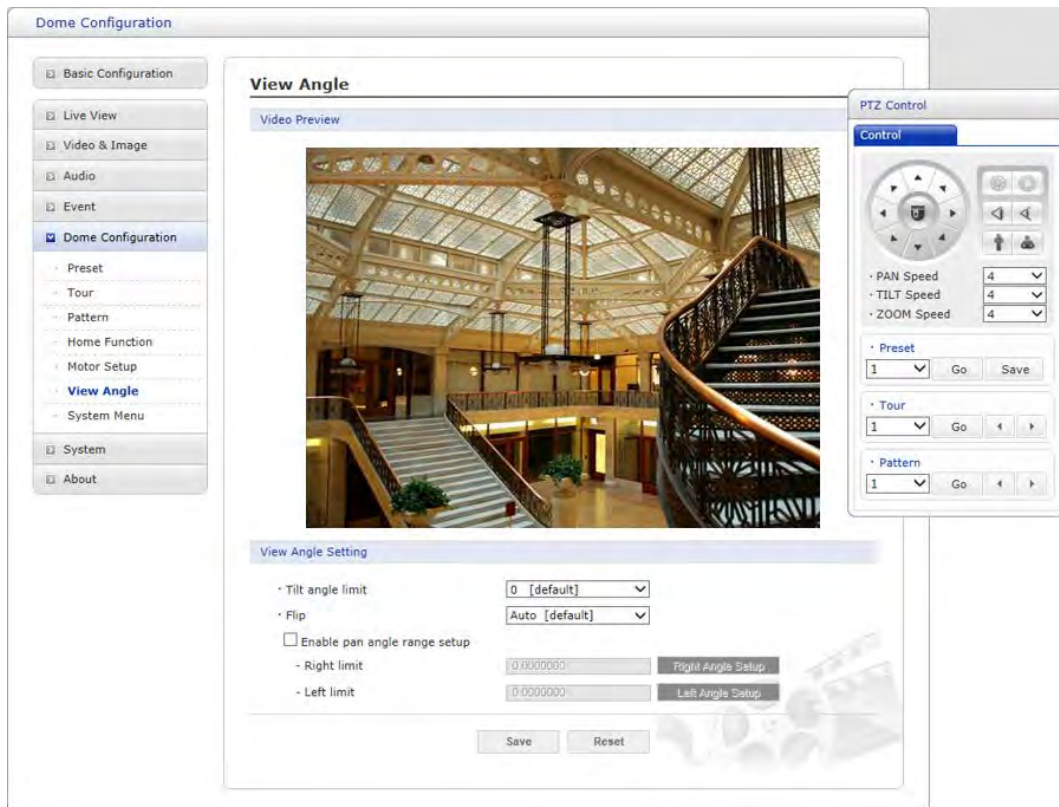 Dome Configuration
Basic Configuration
Live View
Video & Image
Audio
Event
Dome Configuration
Preset
Tour
Pattern
Home Function
Motor Setup
View Angle
System Menu
System
About
View Angle
Video Preview
View Angle Setting
· Tilt angle limit 0 [default]
· Flip Auto [default]
Enable pan angle range setup
- Right limit 0.0000000 Right Angle Setup
- Left limit 0.0000000 Left Angle Setup
Save Reset
PTZ Control
Control
· PAN Speed 4
· TILT Speed 4
· ZOOM Speed 4
· Preset
1 Go Save
· Tour
1 Go
· Pattern
1 Go